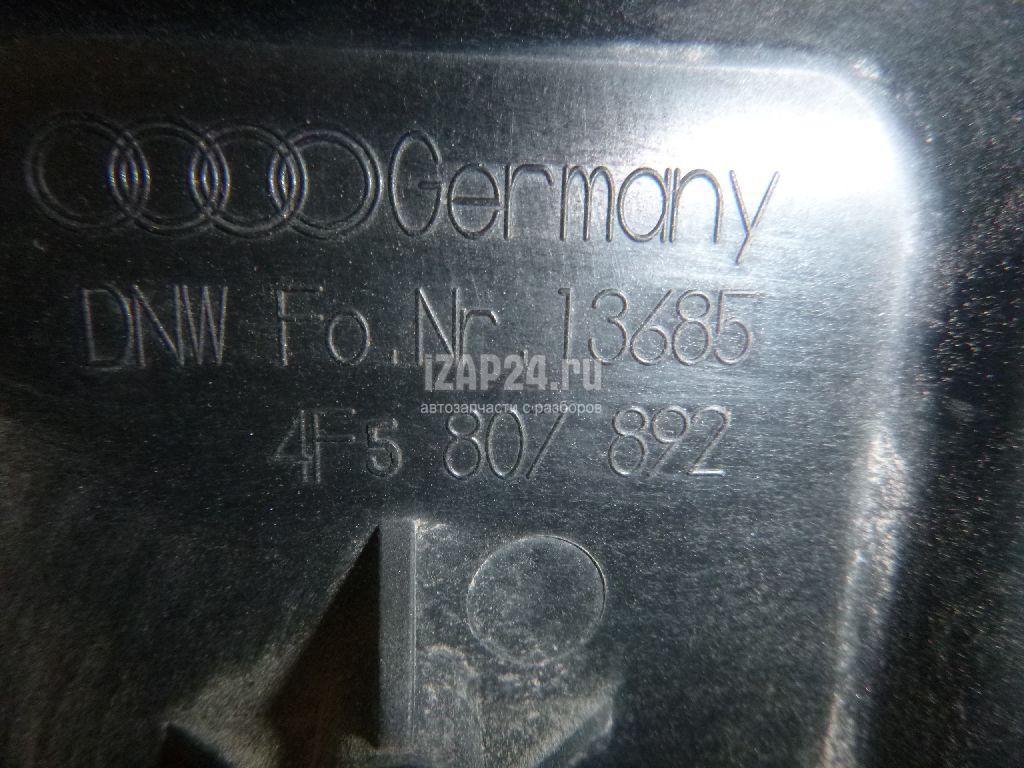 Germany
DNW Fo.Nr.13685
iZAP24.ru
автозапчасти с разборов
4F5 807 892